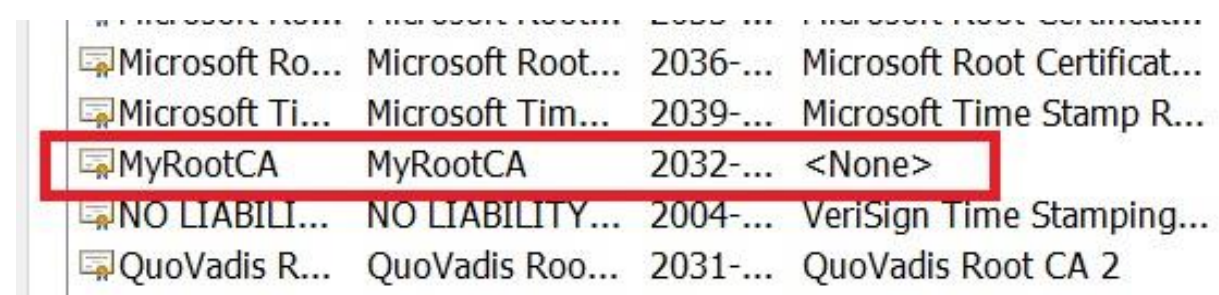 Microsoft Ro... Microsoft Root... 2036-... Microsoft Root Certificat...
Microsoft Ti... Microsoft Tim... 2039-... Microsoft Time Stamp R...
MyRootCA MyRootCA 2032-... <None>
NO LIABILI... NO LIABILITY... 2004-... VeriSign Time Stamping...
QuoVadis R... QuoVadis Roo... 2031-... QuoVadis Root CA 2